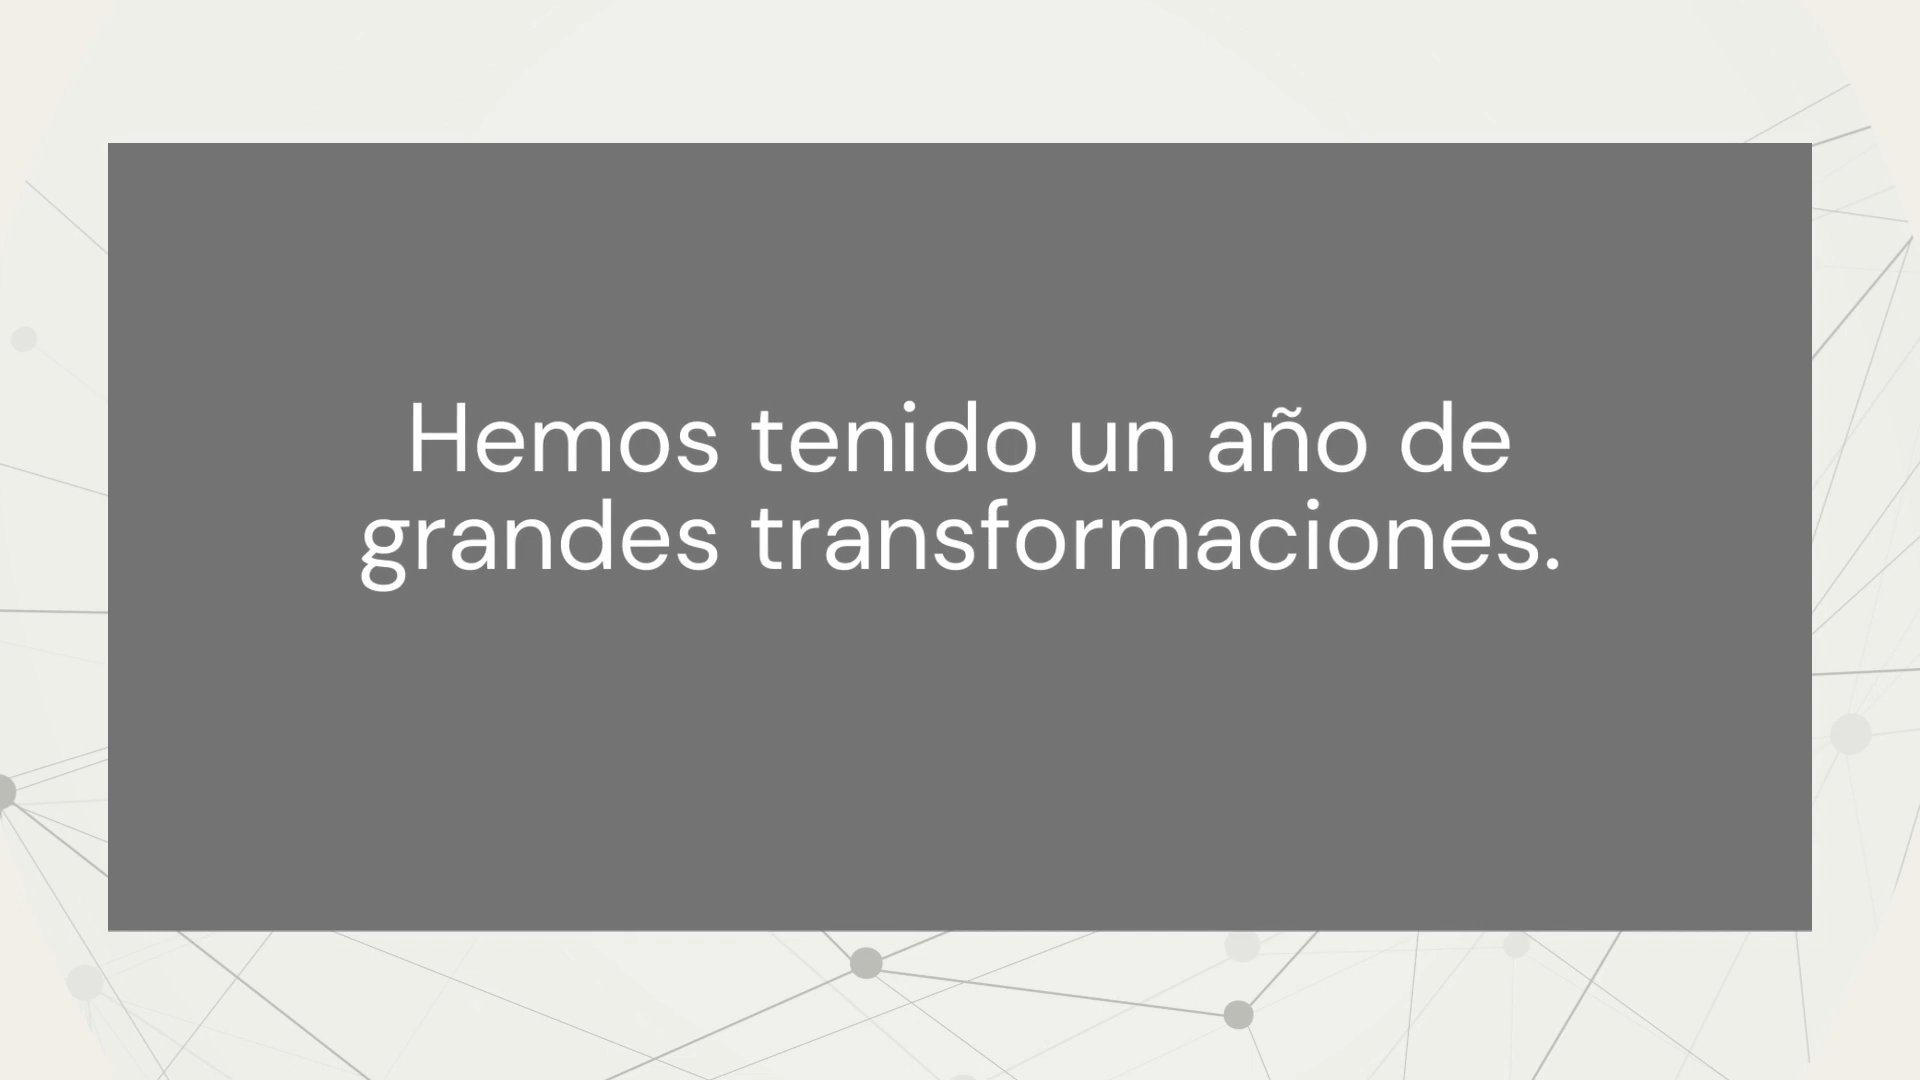 Hemos tenido un año de
grandes transformaciones.